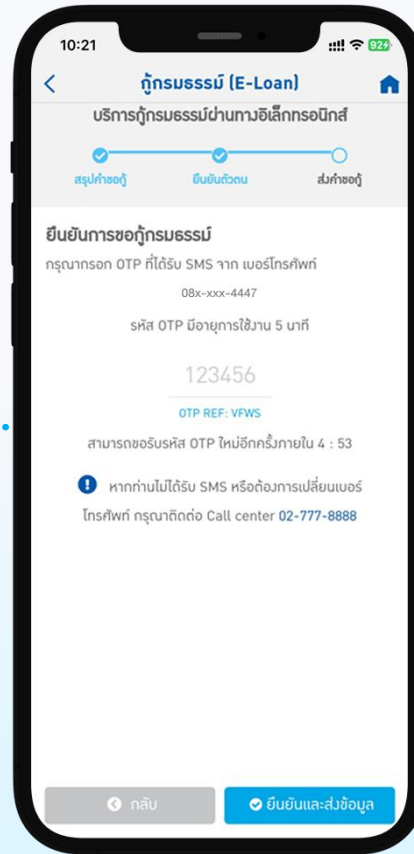 10:21
92
กู้กรมธรรม์ (E-Loan)
บริการกู้กรมธรรม์ผ่านทางอิเล็กทรอนิกส์
สรุปคำขอกู้ ยืนยันตัวตน ส่งคำขอกู้
ยืนยันการขอกู้กรมธรรม์
กรุณากรอก OTP ที่ได้รับ SMS จาก เบอร์โทรศัพท์
08x-xxx-4447
รหัส OTP มีอายุการใช้งาน 5 นาที
123456
OTP REF: VFWS
สามารถขอรับรหัส OTP ใหม่อีกครั้งภายใน 4 : 53
หากท่านไม่ได้รับ SMS หรือต้องการเปลี่ยนเบอร์
โทรศัพท์ กรุณาติดต่อ Call center 02-777-8888
กลับ ยืนยันและส่งข้อมูล